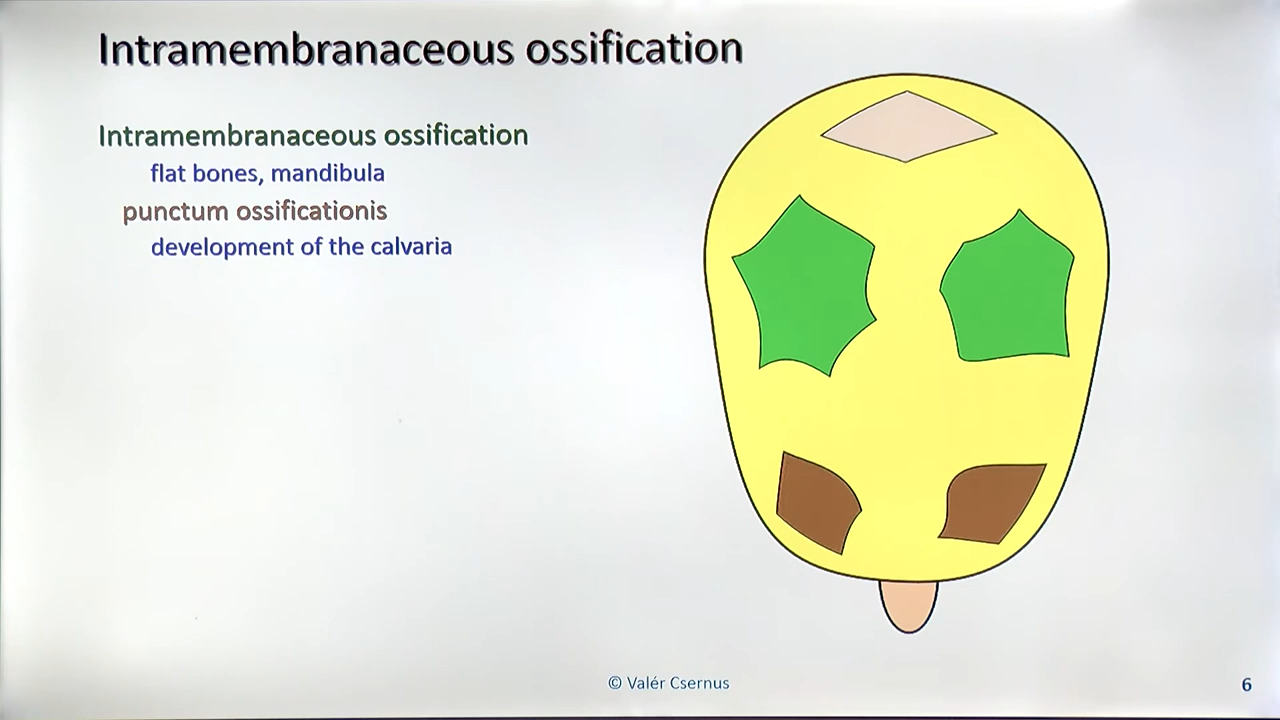 Intramembranaceous ossification
Intramembranaceous ossification
flat bones, mandibula
punctum ossificationis
development of the calvaria
© Valér Csernus
6